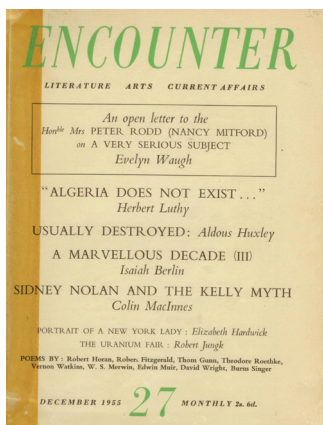 ENCOUNTER
LITERATURE ARTS CURRENT AFFAIRS
An open letter to the
Honble Mrs PETER RODD (NANCY MITFORD)
on A VERY SERIOUS SUBJECT
Evelyn Waugh
"ALGERIA DOES NOT EXIST..."
Herbert Luthy
USUALLY DESTROYED: Aldous Huxley
A MARVELLOUS DECADE (III)
Isaiah Berlin
SIDNEY NOLAN AND THE KELLY MYTH
Colin MacInnes
PORTRAIT OF A NEW YORK LADY: Elizabeth Hardwick
THE URANIUM FAIR: Robert Jungk
POEMS BY: Robert Horan, Robert Fitzgerald, Thom Gunn, Theodore Roethke,
Vernon Watkins, W. S. Merwin, Edwin Muir, David Wright, Burns Singer
DECEMBER 1955 27 MONTHLY 2s. 6d.